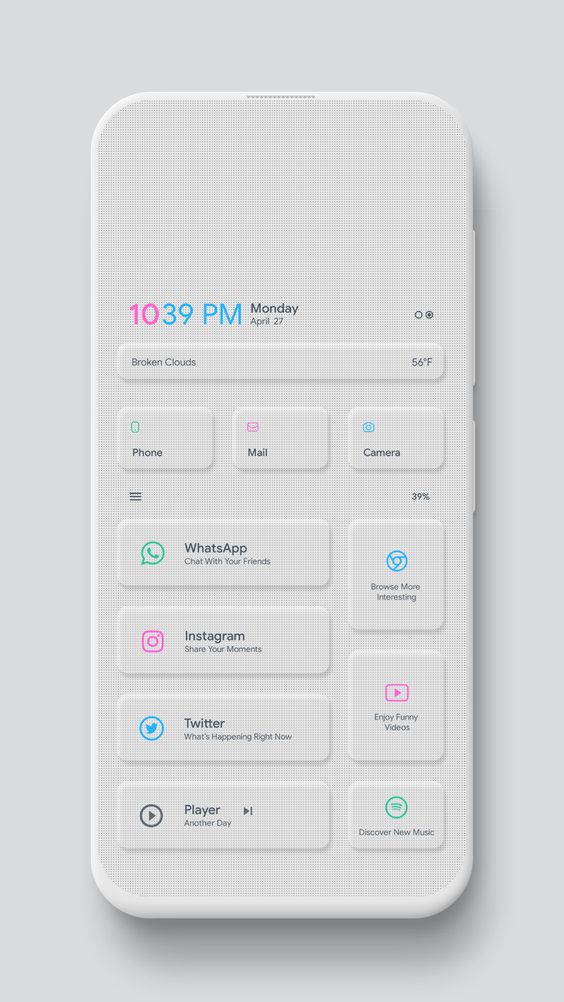 1039 PM
Monday
April 27
Broken Clouds
56°F
Phone
Mail
Camera
39%
WhatsApp
Chat With Your Friends
Browse More
Interesting
Instagram
Share Your Moments
Enjoy Funny
Videos
Twitter
What's Happening Right Now
Player
Another Day
Discover New Music